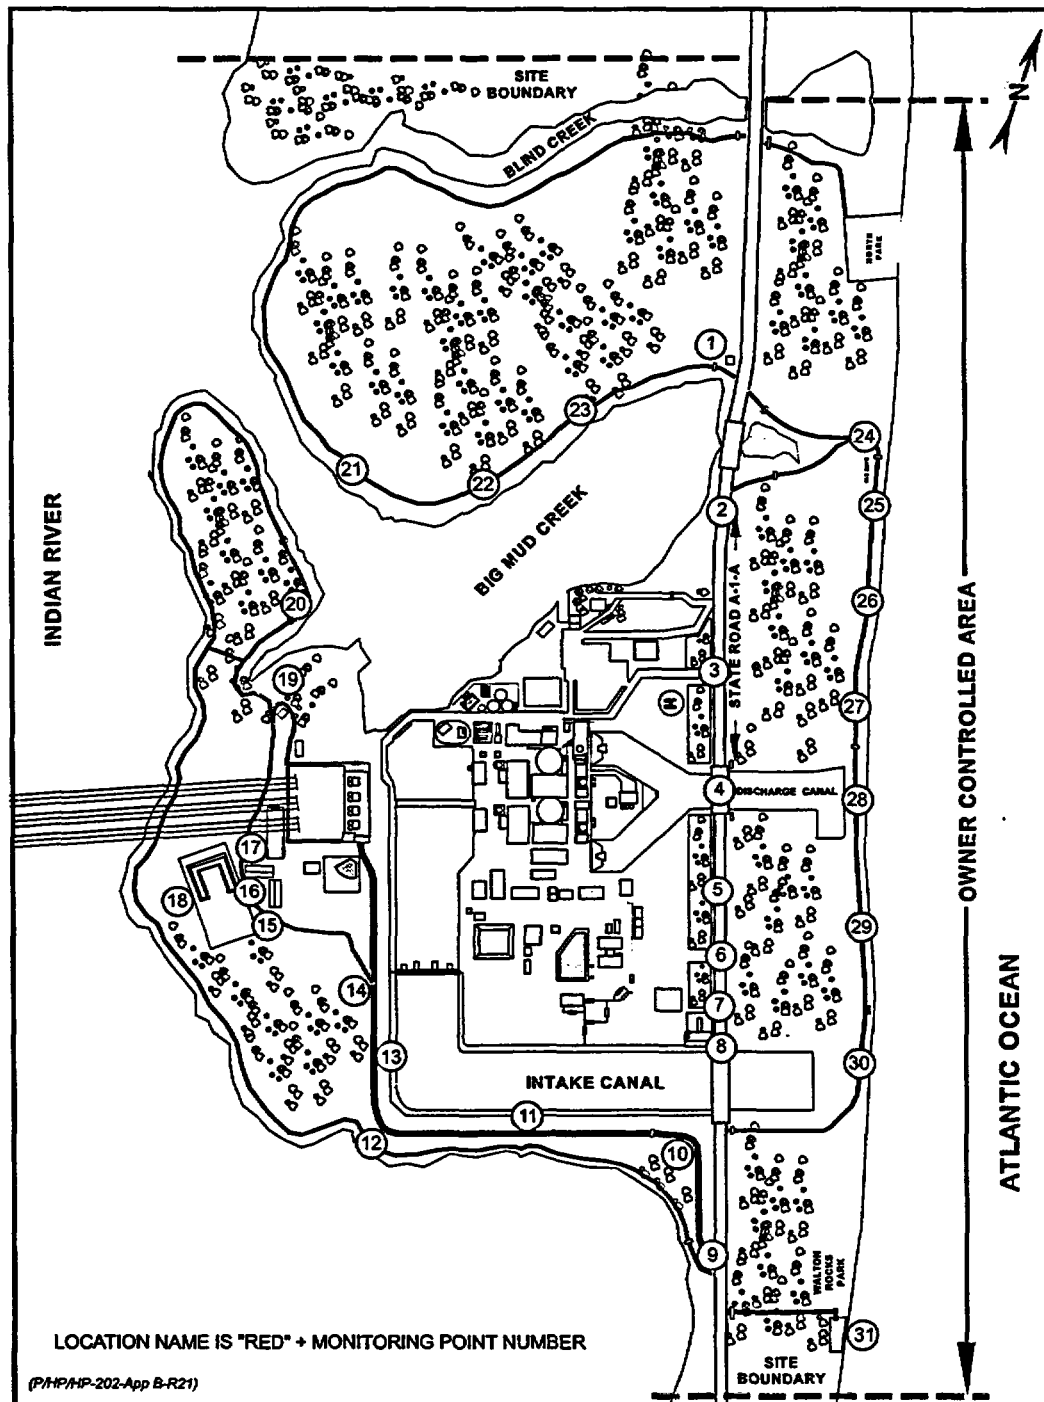 SITE
BOUNDARY
N
BLIND CREEK
NORTH
PARK
1
24
23
21
22
25
2
INDIAN RIVER
BIG MUD CREEK
STATE ROAD A-1-A
OWNER CONTROLLED AREA
20
26
3
19
27
4
DISCHARGE CANAL
28
17
16
5
18
15
29
6
14
7
ATLANTIC OCEAN
8
13
30
INTAKE CANAL
11
12
10
9
WALTON
ROCKS
PARK
31
LOCATION NAME IS "RED" + MONITORING POINT NUMBER
SITE
BOUNDARY
(P/HP/HP-202-App B-R21)